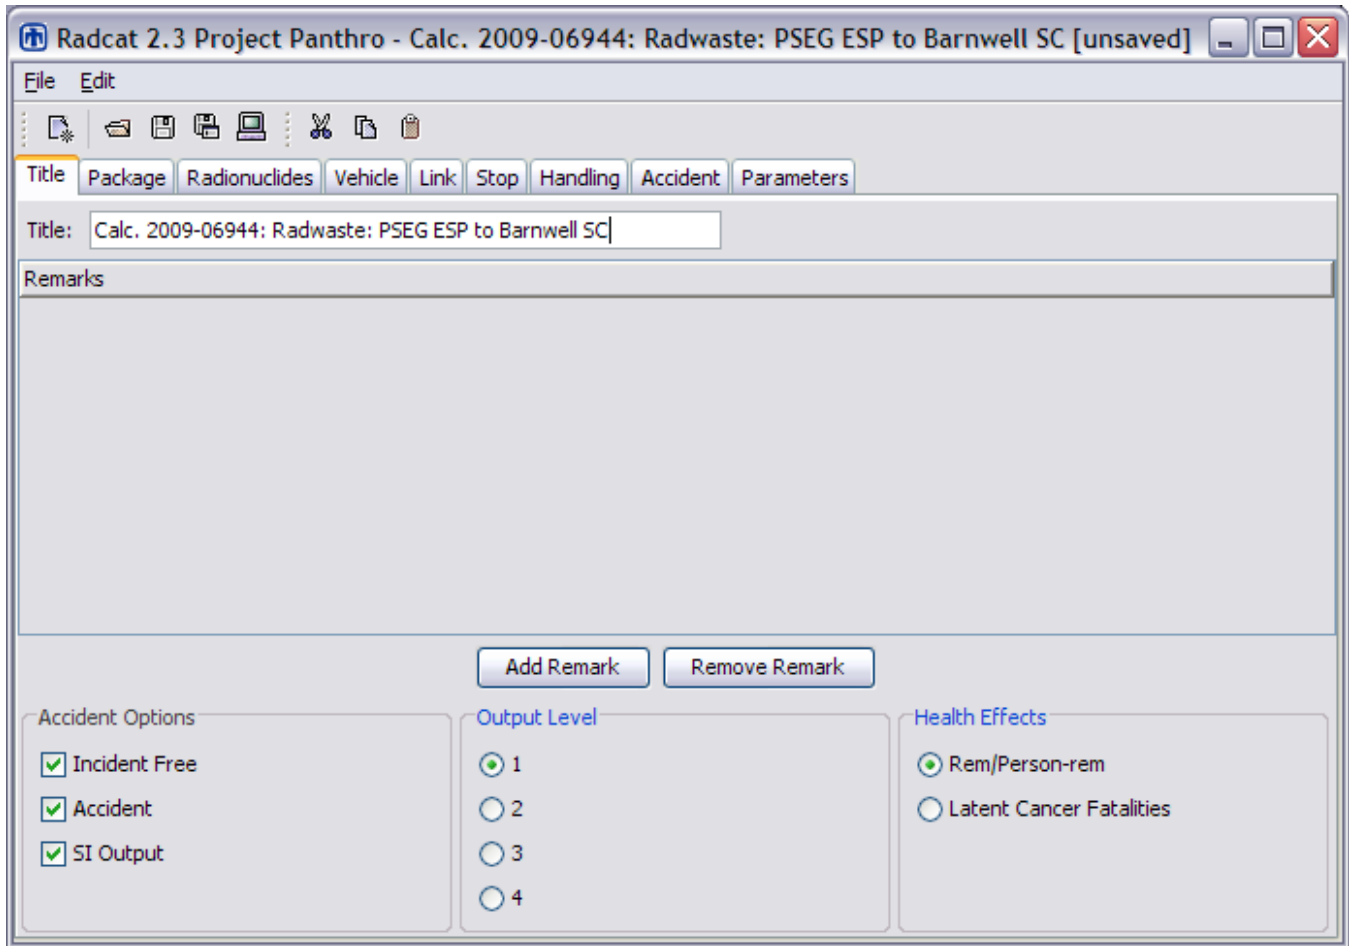 Radcat 2.3 Project Panthro - Calc. 2009-06944: Radwaste: PSEG ESP to Barnwell SC [unsaved]
File Edit
Title Package Radionuclides Vehicle Link Stop Handling Accident Parameters
Title: Calc. 2009-06944: Radwaste: PSEG ESP to Barnwell SC
Remarks
Add Remark Remove Remark
Accident Options Output Level Health Effects
Incident Free 1 Rem/Person-rem
Accident 2 Latent Cancer Fatalities
SI Output 3
4